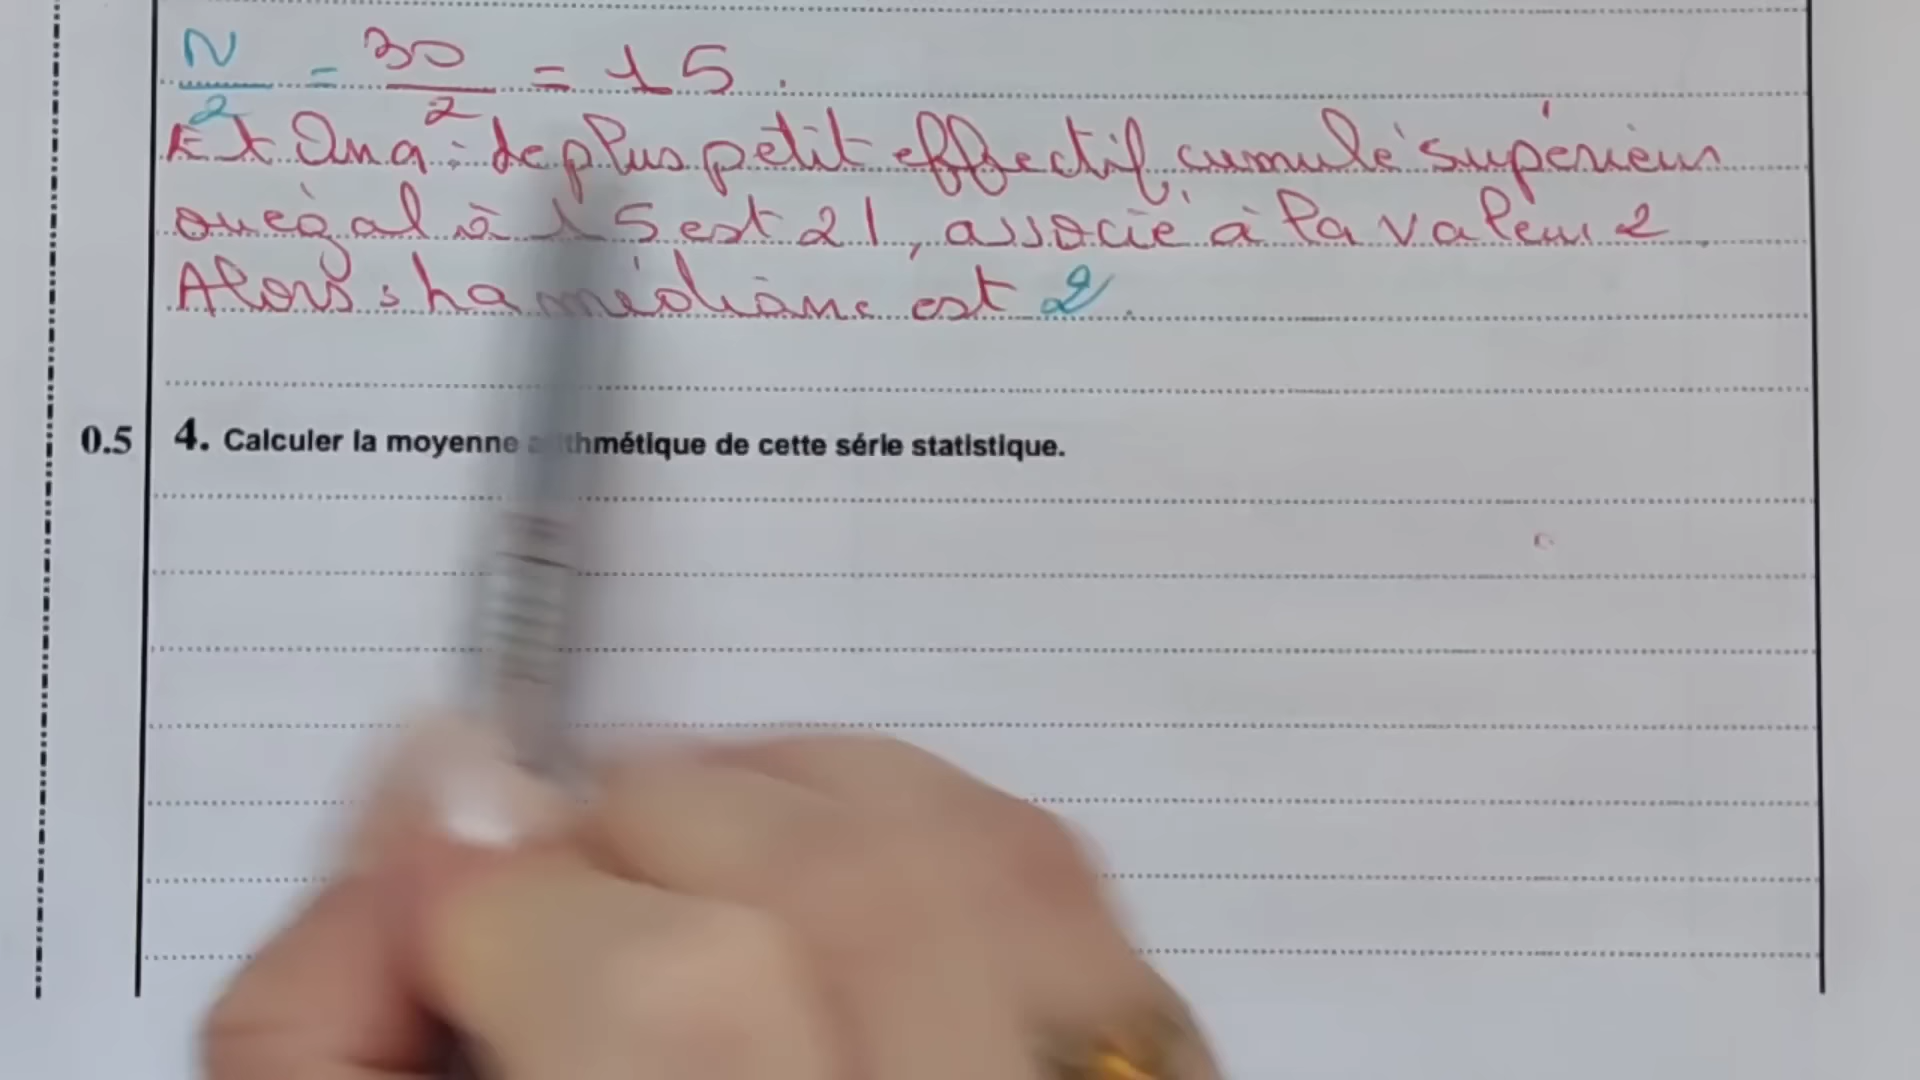 N/2 = 30/2 = 15.
Et On a : le plus petit effectif cumulé supérieur
ou égal à 15 est 21, associé à la valeur 2.
Alors : la médiane est 2.
0.5 4. Calculer la moyenne arithmétique de cette série statistique.